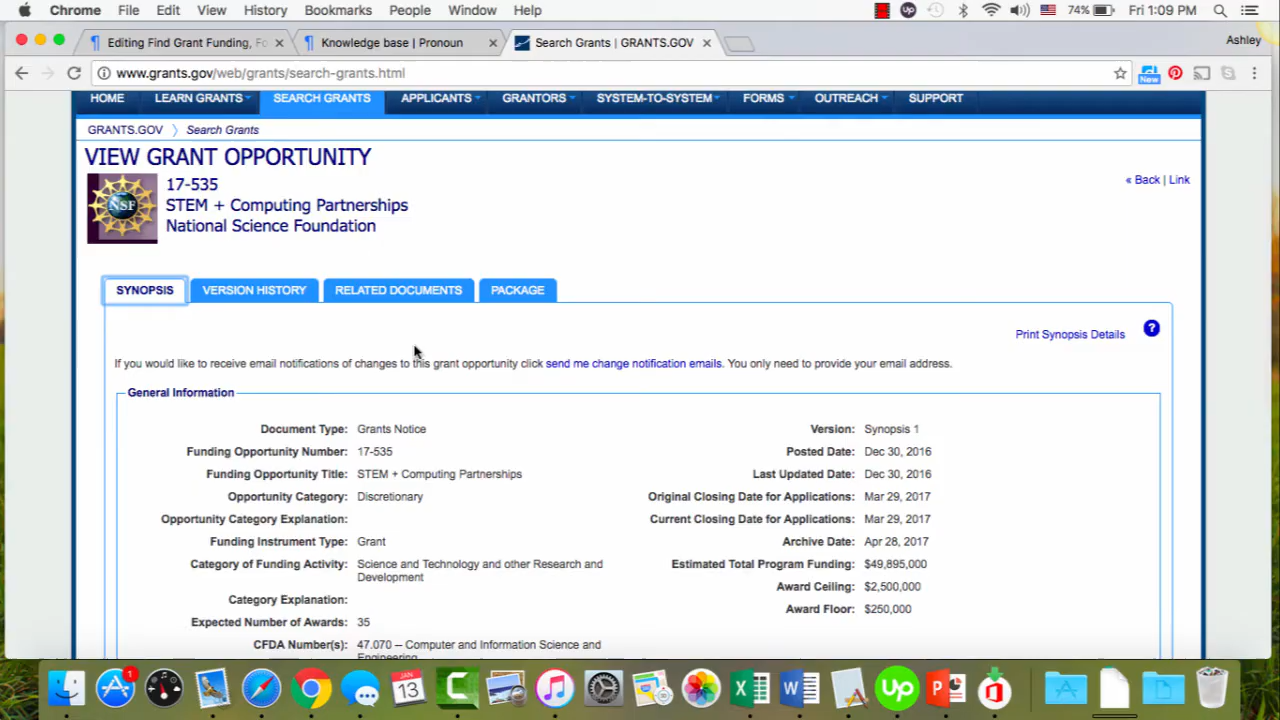 Chrome File Edit View History Bookmarks People Window Help 74% Fri 1:09 PM
Editing Find Grant Funding, Fo Knowledge base | Pronoun Search Grants | GRANTS.GOV Ashley
www.grants.gov/web/grants/search-grants.html New
HOME LEARN GRANTS SEARCH GRANTS APPLICANTS GRANTORS SYSTEM-TO-SYSTEM FORMS OUTREACH SUPPORT
GRANTS.GOV Search Grants
VIEW GRANT OPPORTUNITY
« Back | Link
NSF
17-535
STEM + Computing Partnerships
National Science Foundation
SYNOPSIS VERSION HISTORY RELATED DOCUMENTS PACKAGE
Print Synopsis Details ?
If you would like to receive email notifications of changes to this grant opportunity click send me change notification emails. You only need to provide your email address.
General Information
Document Type: Grants Notice
Funding Opportunity Number: 17-535
Funding Opportunity Title: STEM + Computing Partnerships
Opportunity Category: Discretionary
Opportunity Category Explanation:
Funding Instrument Type: Grant
Category of Funding Activity: Science and Technology and other Research and
Development
Category Explanation:
Expected Number of Awards: 35
CFDA Number(s): 47.070 -- Computer and Information Science and
Engineering
Version: Synopsis 1
Posted Date: Dec 30, 2016
Last Updated Date: Dec 30, 2016
Original Closing Date for Applications: Mar 29, 2017
Current Closing Date for Applications: Mar 29, 2017
Archive Date: Apr 28, 2017
Estimated Total Program Funding: $49,895,000
Award Ceiling: $2,500,000
Award Floor: $250,000
1
JAN
13
Up